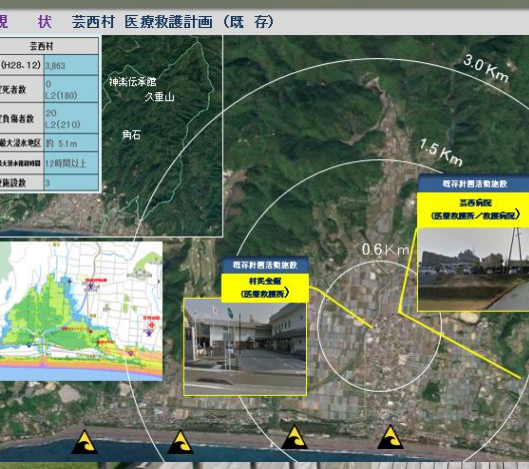 現 状 芸西村 医療救護計画（既 存）
芸西村
(H28.12) 3,863
定死者数 0
L2(180)
定負傷者数 20
L2(210)
最大浸水地区 約 5.1m
12時間以上
施設数 3
神楽伝承館
久重山
角石
3.0 Km
1.5 Km
0.6 Km
既存計画活動施設
芸西病院
(医療救護所／救護病院)
既存計画活動施設
村民会館
(医療救護所)